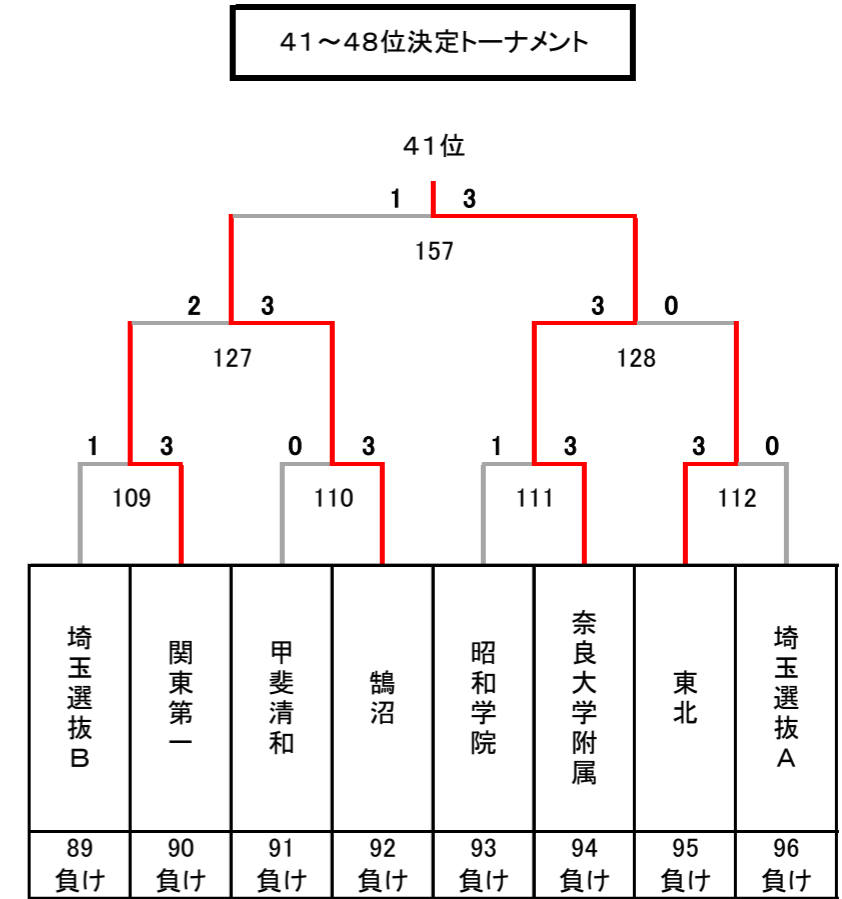 41～48位決定トーナメント
41位
1 3
157
2 3 3 0
127 128
1 3 0 3 1 3 3 0
109 110 111 112
埼玉選抜B
関東第一
甲斐清和
鵠沼
昭和学院
奈良大学附属
東北
埼玉選抜A
89 90 91 92 93 94 95 96
負け 負け 負け 負け 負け 負け 負け 負け